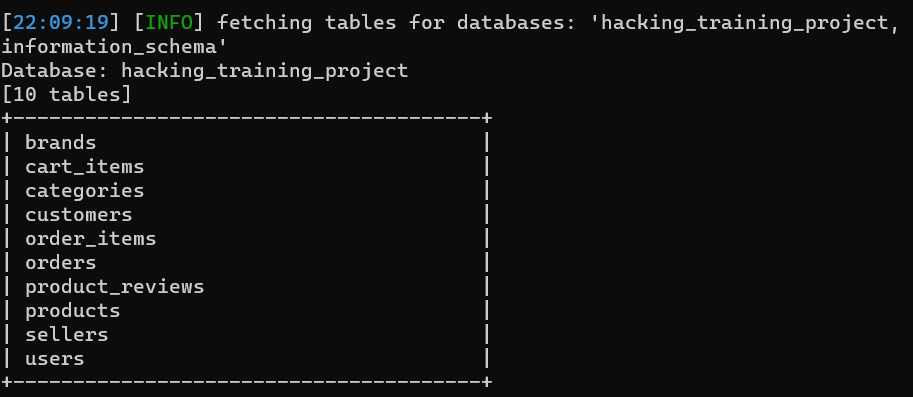 [22:09:19] [INFO] fetching tables for databases: 'hacking_training_project,
information_schema'
Database: hacking_training_project
[10 tables]
+---------------------------------------+
| brands                                |
| cart_items                            |
| categories                            |
| customers                             |
| order_items                           |
| orders                                |
| product_reviews                       |
| products                              |
| sellers                               |
| users                                 |
+---------------------------------------+